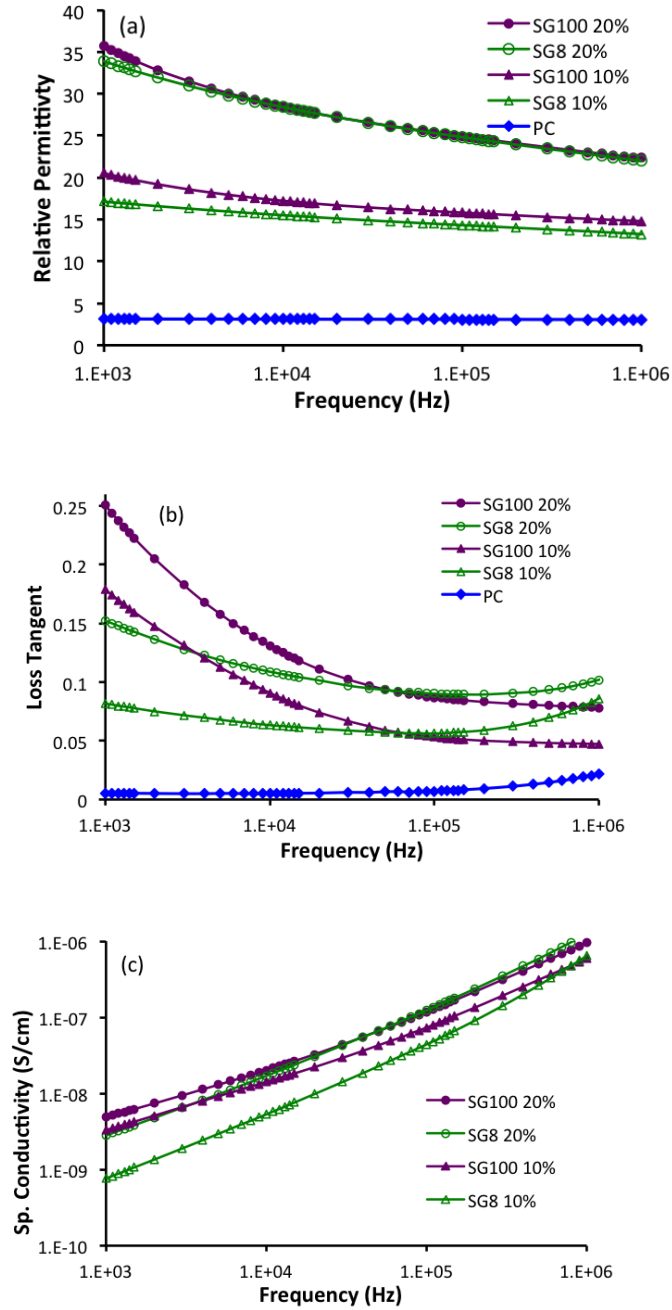 (a)
SG100 20%
SG8 20%
SG100 10%
SG8 10%
PC
40
35
30
25
20
15
10
5
0
Relative Permittivty
1.E+03 1.E+04 1.E+05 1.E+06
Frequency (Hz)
(b)
SG100 20%
SG8 20%
SG100 10%
SG8 10%
PC
0.25
0.2
0.15
0.1
0.05
0
Loss Tangent
1.E+03 1.E+04 1.E+05 1.E+06
Frequency (Hz)
(c)
1.E-06
1.E-07
1.E-08
1.E-09
1.E-10
Sp. Conductivity (S/cm)
SG100 20%
SG8 20%
SG100 10%
SG8 10%
1.E+03 1.E+04 1.E+05 1.E+06
Frequency (Hz)